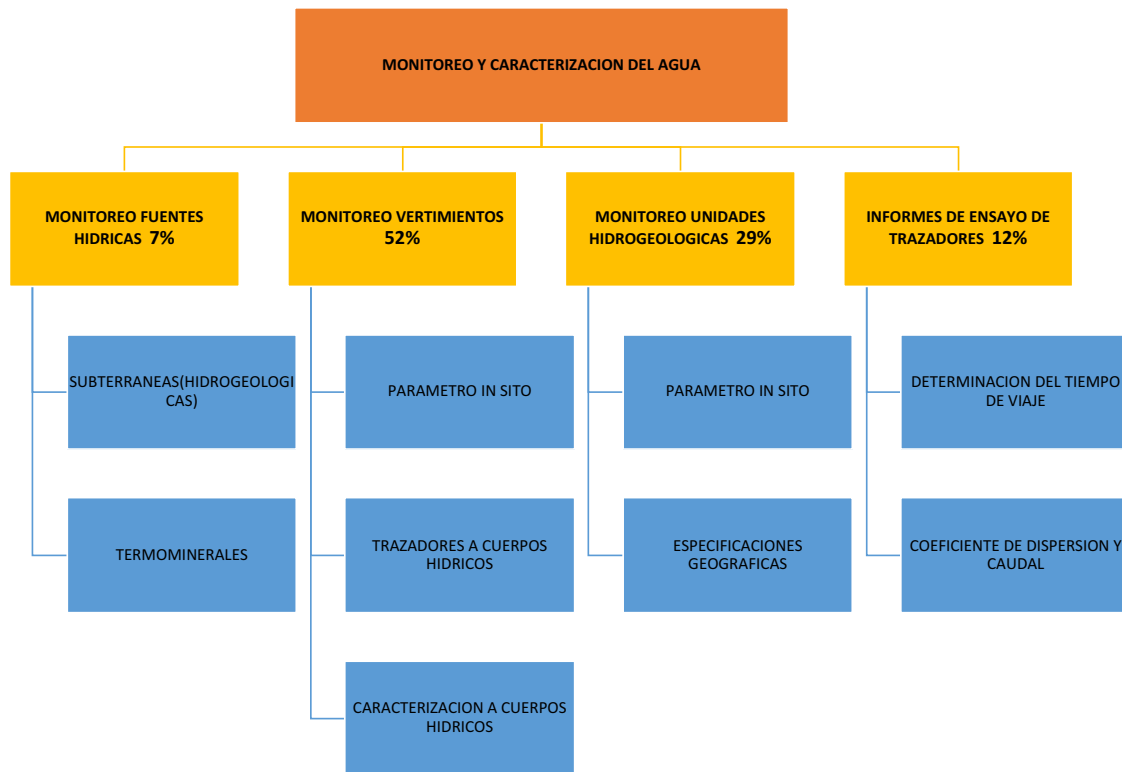 MONITOREO Y CARACTERIZACION DEL AGUA
MONITOREO FUENTES
HIDRICAS 7%
MONITOREO VERTIMIENTOS
52%
MONITOREO UNIDADES
HIDROGEOLOGICAS 29%
INFORMES DE ENSAYO DE
TRAZADORES 12%
SUBTERRANEAS(HIDROGEOLOGI
CAS)
PARAMETRO IN SITO
PARAMETRO IN SITO
DETERMINACION DEL TIEMPO
DE VIAJE
TERMOMINERALES
TRAZADORES A CUERPOS
HIDRICOS
ESPECIFICACIONES
GEOGRAFICAS
COEFICIENTE DE DISPERSION Y
CAUDAL
CARACTERIZACION A CUERPOS
HIDRICOS